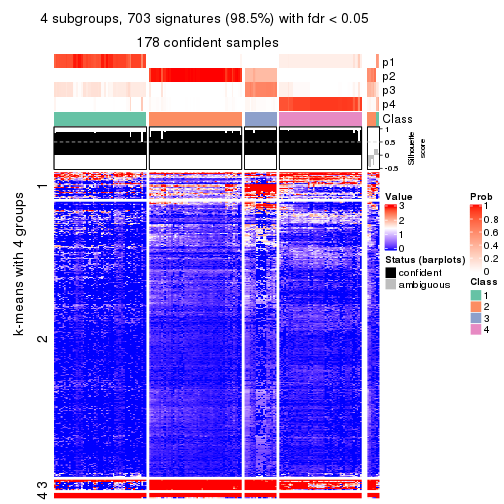 4 subgroups, 703 signatures (98.5%) with fdr < 0.05
178 confident samples
p1
p2
p3
p4
Class
1
0.5
0
-0.5
Silhouette
score
k-means with 4 groups
1
2
3
4
Value
3
2
1
0
Status (barplots)
confident
ambiguous
Prob
1
0.8
0.6
0.4
0.2
0
Class
1
2
3
4